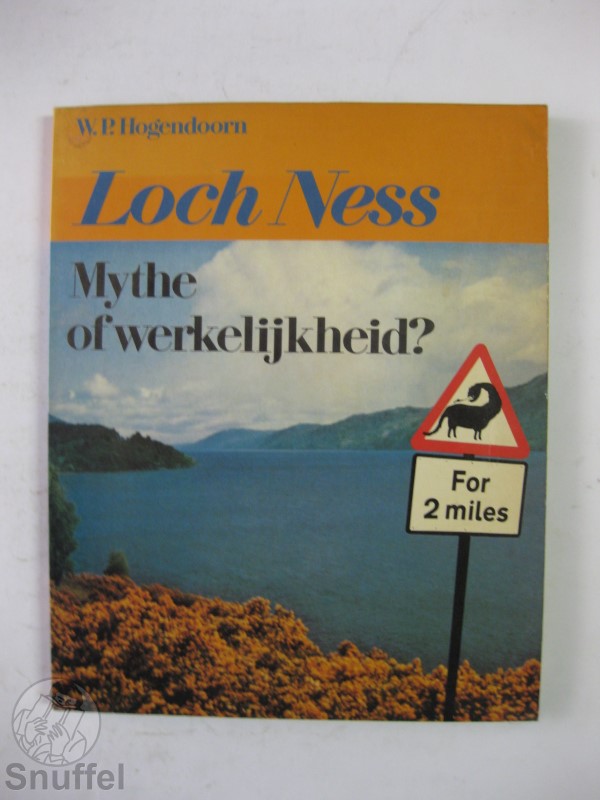 W. P. Hogendoorn
Loch Ness
Mythe
of werkelijkheid?
For
2 miles
Snuffel